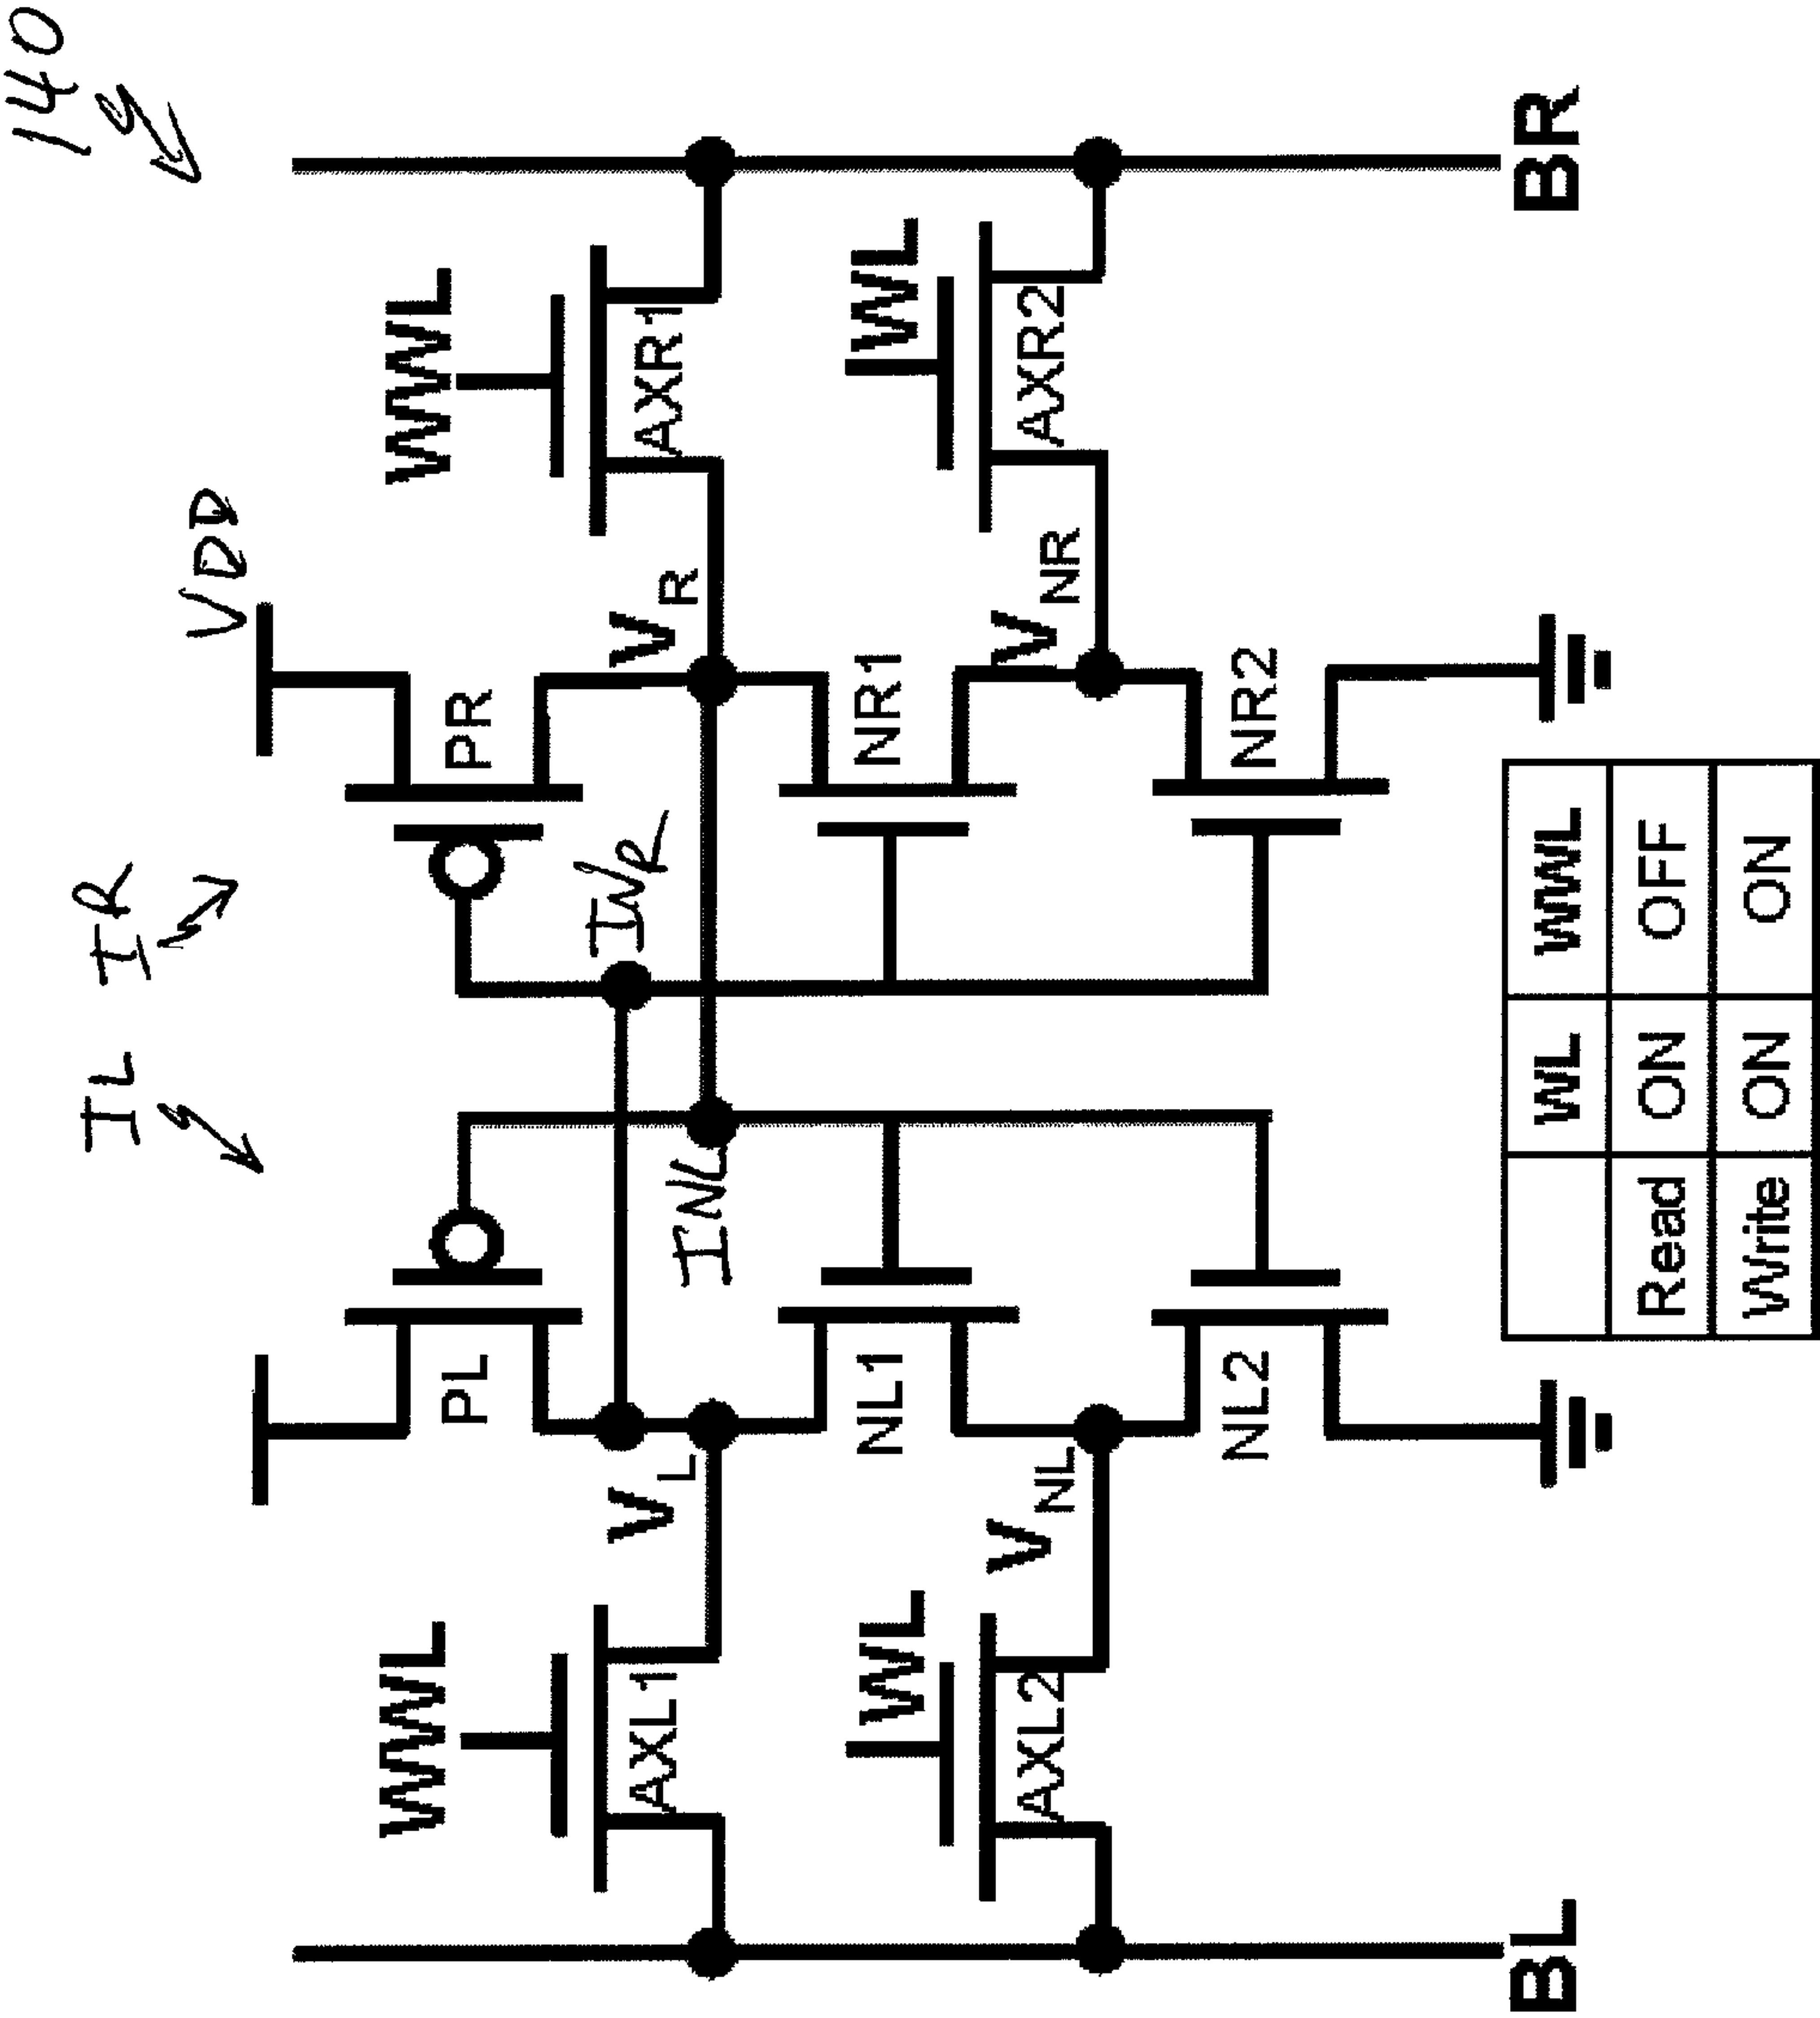 140
IL
IR
VDD
WWL
WWL
PL
PR
INR
VL
VR
AXL1
AXR1
INL
WL
WL
NL1
NR1
VNL
VNR
AXL2
AXR2
NL2
NR2
BL
BR
WL WWL
Read ON OFF
Write ON ON